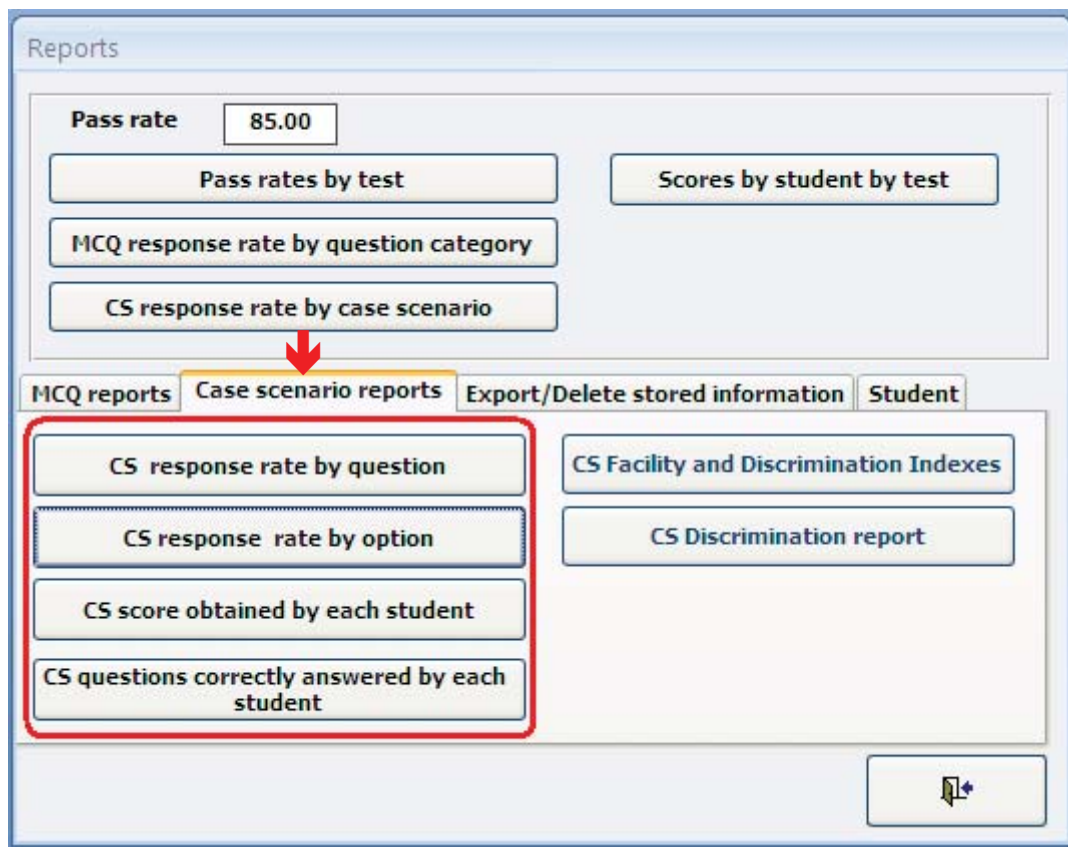 Reports
Pass rate 85.00
Pass rates by test
Scores by student by test
MCQ response rate by question category
CS response rate by case scenario
MCQ reports Case scenario reports Export/Delete stored information Student
CS response rate by question
CS Facility and Discrimination Indexes
CS response rate by option
CS Discrimination report
CS score obtained by each student
CS questions correctly answered by each
student